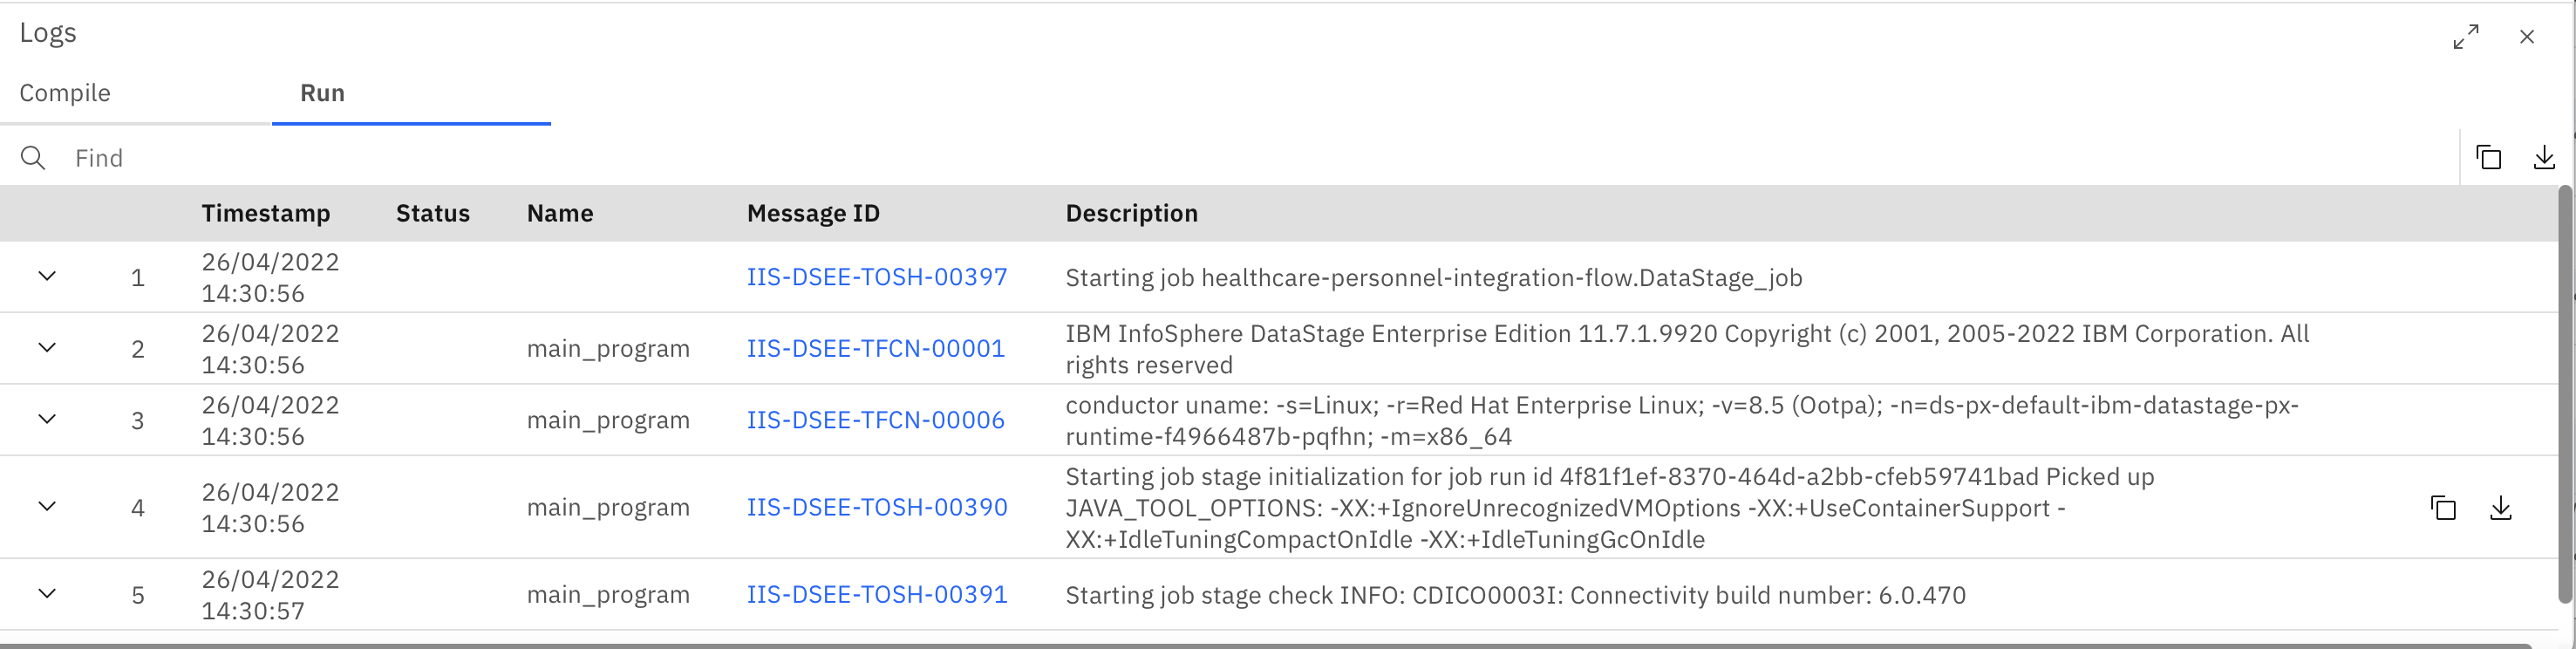 Logs
Compile Run
Find
Timestamp Status Name Message ID Description
1 26/04/2022 14:30:56 IIS-DSEE-TOSH-00397 Starting job healthcare-personnel-integration-flow.DataStage_job
2 26/04/2022 14:30:56 main_program IIS-DSEE-TFCN-00001 IBM InfoSphere DataStage Enterprise Edition 11.7.1.9920 Copyright (c) 2001, 2005-2022 IBM Corporation. All
rights reserved
3 26/04/2022 14:30:56 main_program IIS-DSEE-TFCN-00006 conductor uname: -s=Linux; -r=Red Hat Enterprise Linux; -v=8.5 (Ootpa); -n=ds-px-default-ibm-datastage-px-
runtime-f4966487b-pqfhn; -m=x86_64
4 26/04/2022 14:30:56 main_program IIS-DSEE-TOSH-00390 Starting job stage initialization for job run id 4f81f1ef-8370-464d-a2bb-cfeb59741bad Picked up
JAVA_TOOL_OPTIONS: -XX:+IgnoreUnrecognizedVMOptions -XX:+UseContainerSupport -
XX:+IdleTuningCompactOnIdle -XX:+IdleTuningGcOnIdle
5 26/04/2022 14:30:57 main_program IIS-DSEE-TOSH-00391 Starting job stage check INFO: CDICO0003I: Connectivity build number: 6.0.470